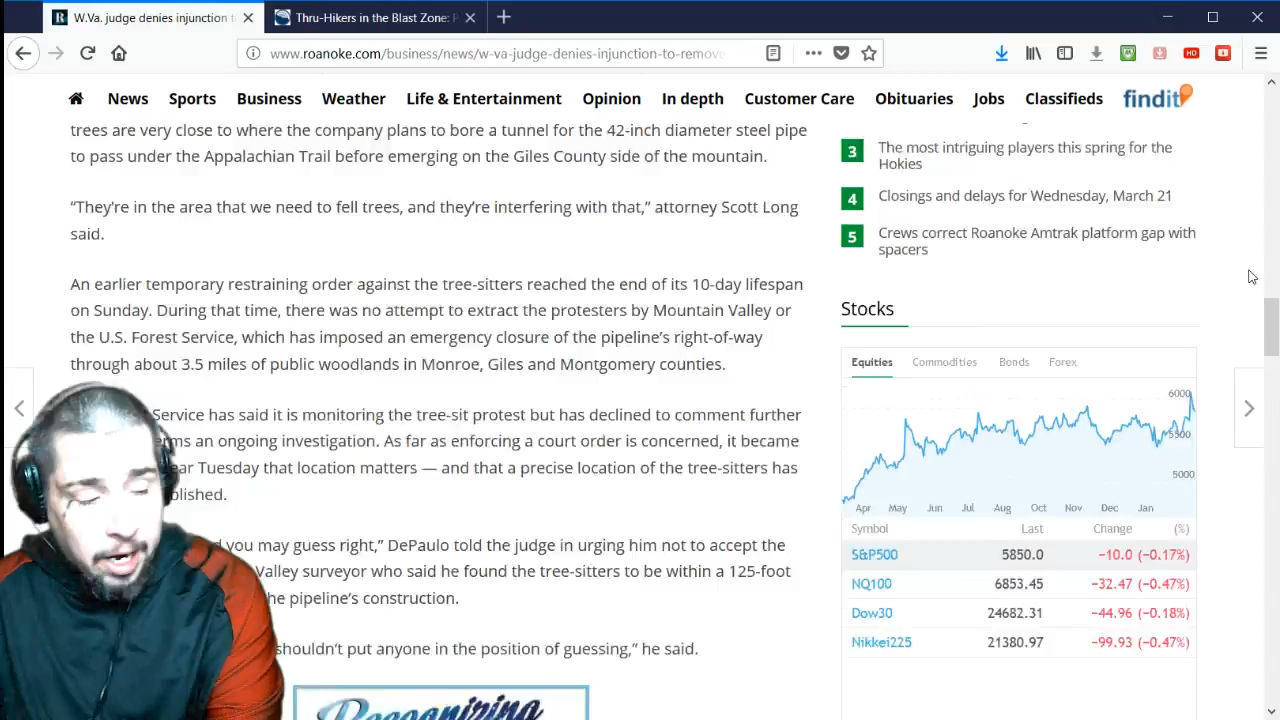 W.Va. judge denies injunction to
Thru-Hikers in the Blast Zone:
www.roanoke.com/business/news/w-va-judge-denies-injunction-to-remove
HD
News Sports Business Weather Life & Entertainment Opinion In depth Customer Care Obituaries Jobs Classifieds findit
trees are very close to where the company plans to bore a tunnel for the 42-inch diameter steel pipe
to pass under the Appalachian Trail before emerging on the Giles County side of the mountain.
“They're in the area that we need to fell trees, and they’re interfering with that,” attorney Scott Long
said.
An earlier temporary restraining order against the tree-sitters reached the end of its 10-day lifespan
on Sunday. During that time, there was no attempt to extract the protesters by Mountain Valley or
the U.S. Forest Service, which has imposed an emergency closure of the pipeline’s right-of-way
through about 3.5 miles of public woodlands in Monroe, Giles and Montgomery counties.
Service has said it is monitoring the tree-sit protest but has declined to comment further
an ongoing investigation. As far as enforcing a court order is concerned, it became
Tuesday that location matters — and that a precise location of the tree-sitters has
you may guess right,” DePaulo told the judge in urging him not to accept the
Valley surveyor who said he found the tree-sitters to be within a 125-foot
the pipeline’s construction.
shouldn’t put anyone in the position of guessing,” he said.
Recognizing
3 The most intriguing players this spring for the
Hokies
4 Closings and delays for Wednesday, March 21
5 Crews correct Roanoke Amtrak platform gap with
spacers
Stocks
Equities Commodities Bonds Forex
6000
5500
5000
Apr May Jun Jul Aug Oct Nov Dec Jan
Symbol Last Change (%)
S&P500 5850.0 −10.0 (−0.17%)
NQ100 6853.45 −32.47 (−0.47%)
Dow30 24682.31 −44.96 (−0.18%)
Nikkei225 21380.97 −99.93 (−0.47%)